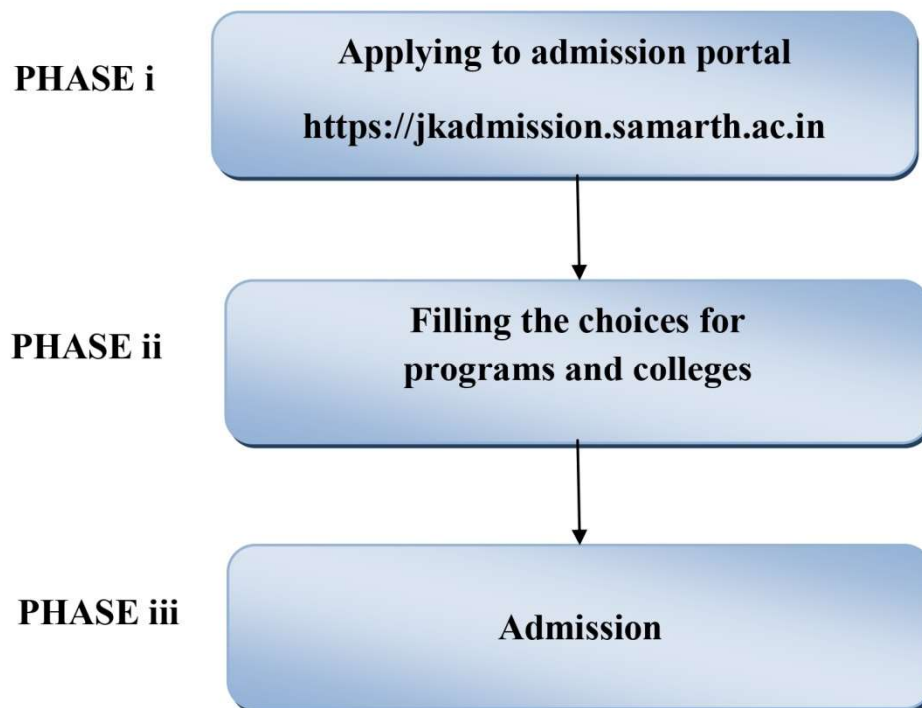 PHASE i
Applying to admission portal
https://jkadmission.samarth.ac.in
PHASE ii
Filling the choices for
programs and colleges
PHASE iii
Admission